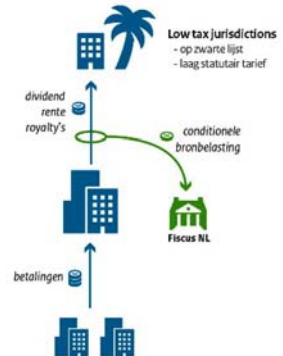 Low tax jurisdictions
- op zwarte lijst
- laag statutair tarief
dividend
rente
royalty's
conditionele
bronbelasting
Fiscus NL
betalingen